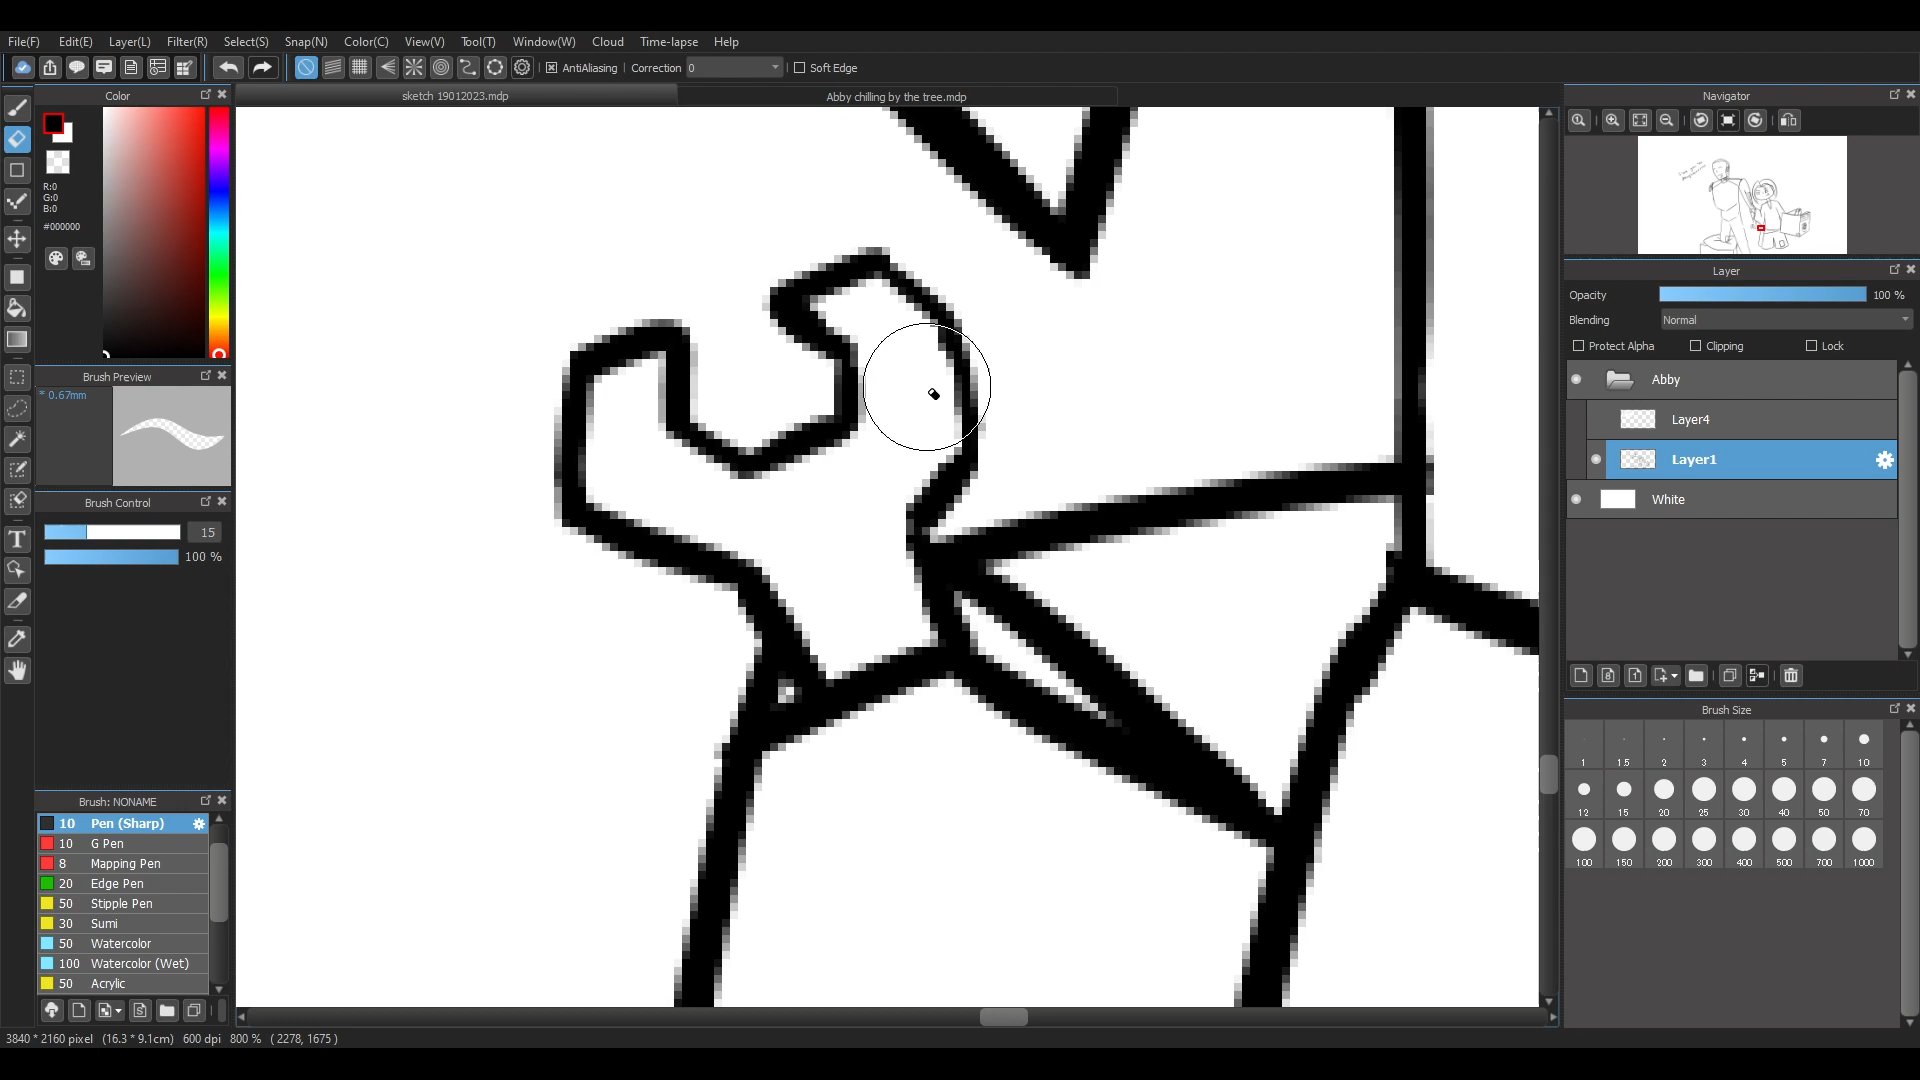 File(F) Edit(E) Layer(L) Filter(R) Select(S) Snap(N) Color(C) View(V) Tool(T) Window(W) Cloud Time-lapse Help
AntiAliasing Correction 0 Soft Edge
Color
sketch 19012023.mdp
Abby chilling by the tree.mdp
Navigator
R:0
G:0
B:0
#000000
Brush Preview
* 0.67mm
Brush Control
15
100 %
Brush: NONAME
10 Pen (Sharp)
10 G Pen
8 Mapping Pen
20 Edge Pen
50 Stipple Pen
30 Sumi
50 Watercolor
100 Watercolor (Wet)
50 Acrylic
Layer
Opacity 100 %
Blending Normal
Protect Alpha Clipping Lock
Abby
Layer4
Layer1
White
Brush Size
1 1.5 2 3 4 5 7 10
12 15 20 25 30 40 50 70
100 150 200 300 400 500 700 1000
3840 * 2160 pixel (16.3 * 9.1cm) 600 dpi 800 % ( 2278, 1675 )